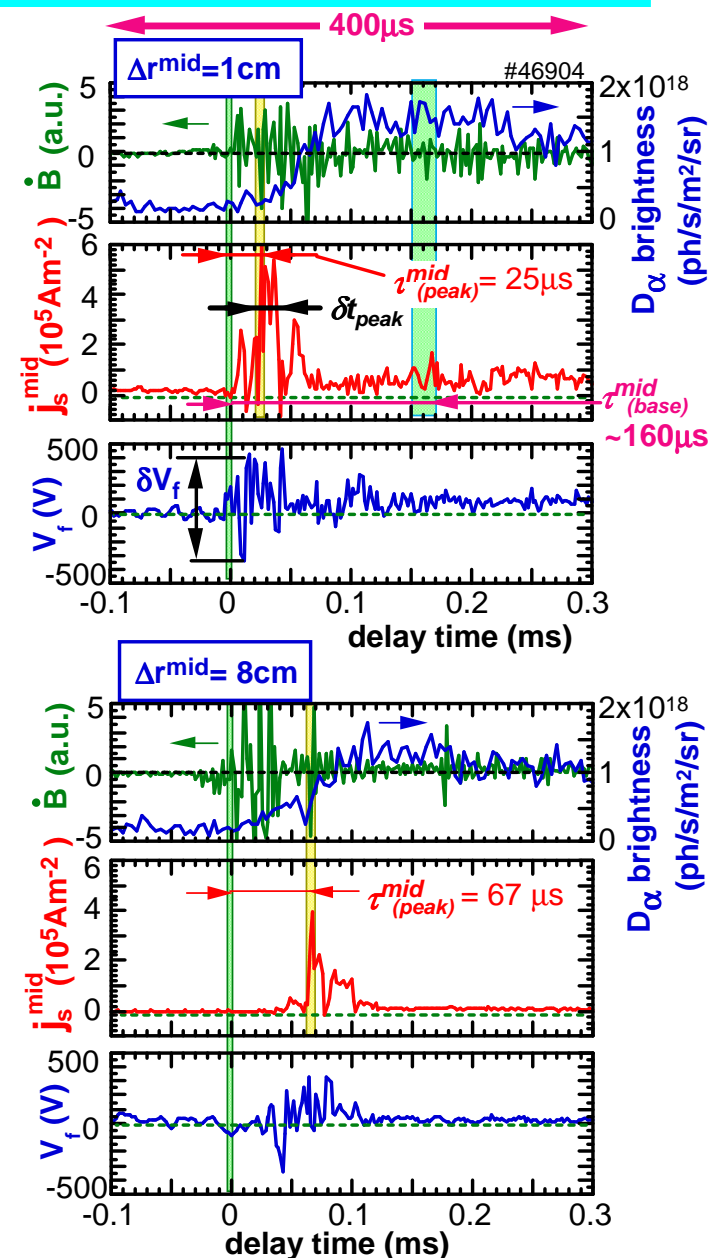 400μs
Δr^mid=1cm
#46904
5
0
-5
Ḃ (a.u.)
2x10^18
1
0
D_α brightness
(ph/s/m²/sr)
6
4
2
0
j_s^mid (10^5Am^-2)
τ^mid_(peak) = 25μs
δt_peak
τ^mid_(base)
~160μs
500
0
-500
V_f (V)
δV_f
-0.1 0 0.1 0.2 0.3
delay time (ms)
Δr^mid= 8cm
5
0
-5
Ḃ (a.u.)
2x10^18
1
0
D_α brightness
(ph/s/m²/sr)
6
4
2
0
j_s^mid (10^5Am^-2)
τ^mid_(peak) = 67 μs
500
0
-500
V_f (V)
-0.1 0 0.1 0.2 0.3
delay time (ms)